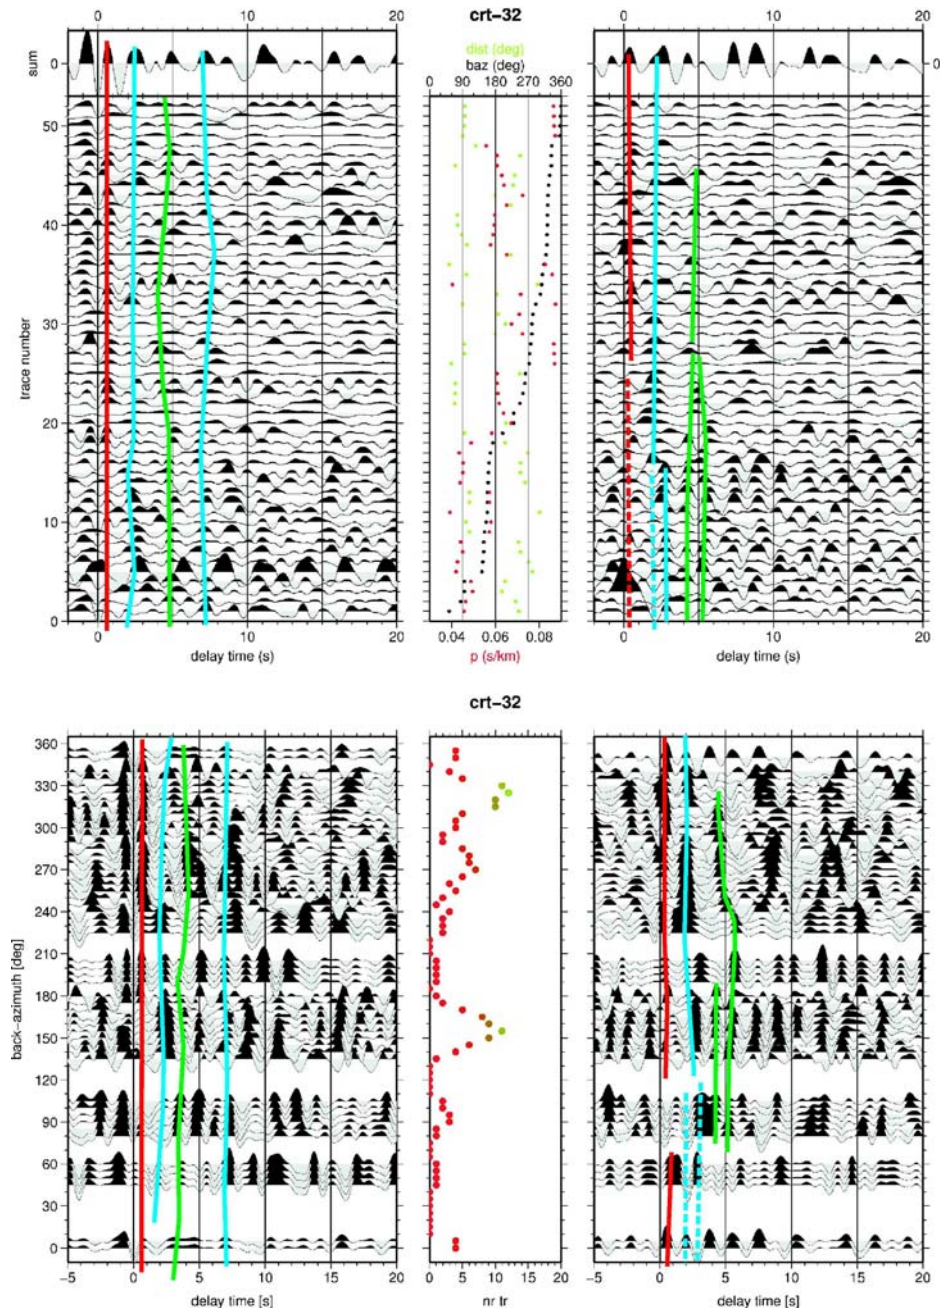 crt-32
0 10 20
dist (deg)
baz (deg)
0 90 180 270 360
0 10 20
sum
0
0
trace number
50
40
30
20
10
0
0 10 20
delay time (s)
0.04 0.06 0.08
p (s/km)
0 10 20
delay time (s)
crt-32
back-azimuth [deg]
360
330
300
270
240
210
180
150
120
90
60
30
0
-5 0 5 10 15 20
delay time [s]
0 10 20
nr tr
-5 0 5 10 15 20
delay time [s]